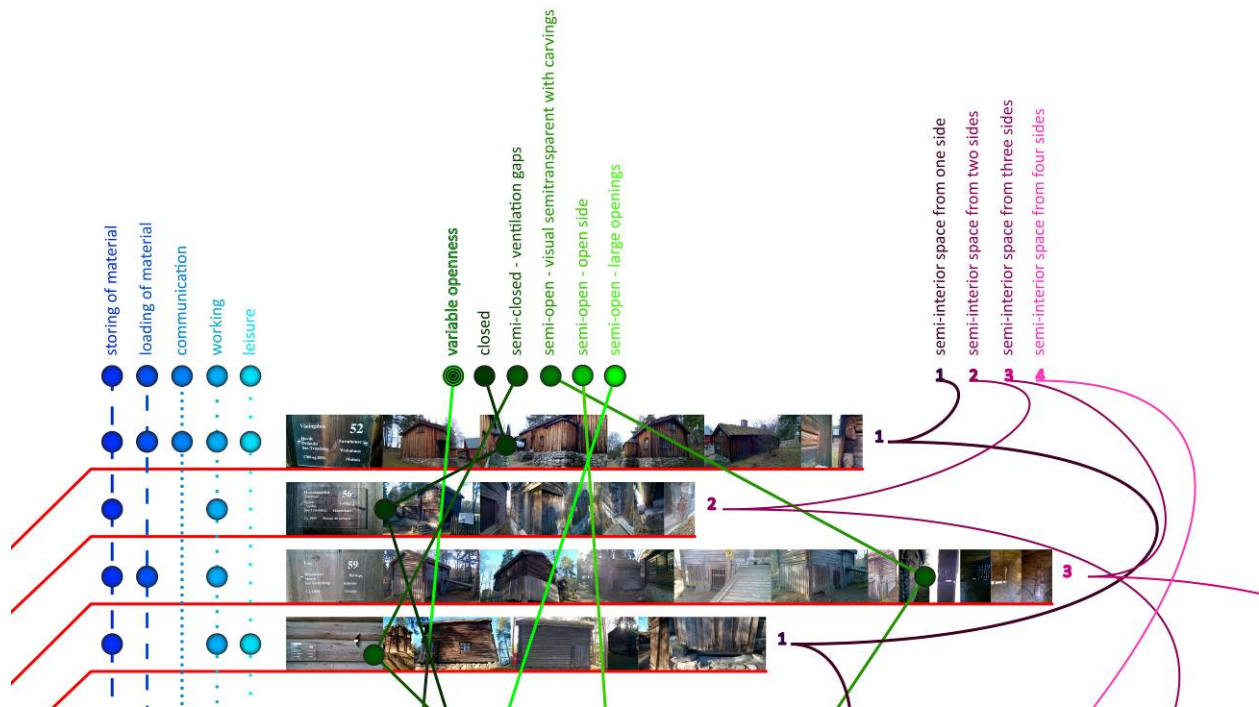 storing of material
loading of material
communication
working
leisure
variable openness
closed
semi-closed - ventilation gaps
semi-open - visual semitransparent with carvings
semi-open - open side
semi-open - large openings
semi-interior space from one side
semi-interior space from two sides
semi-interior space from three sides
semi-interior space from four sides
1 2 3 4
52
1
56
2
59
3
1